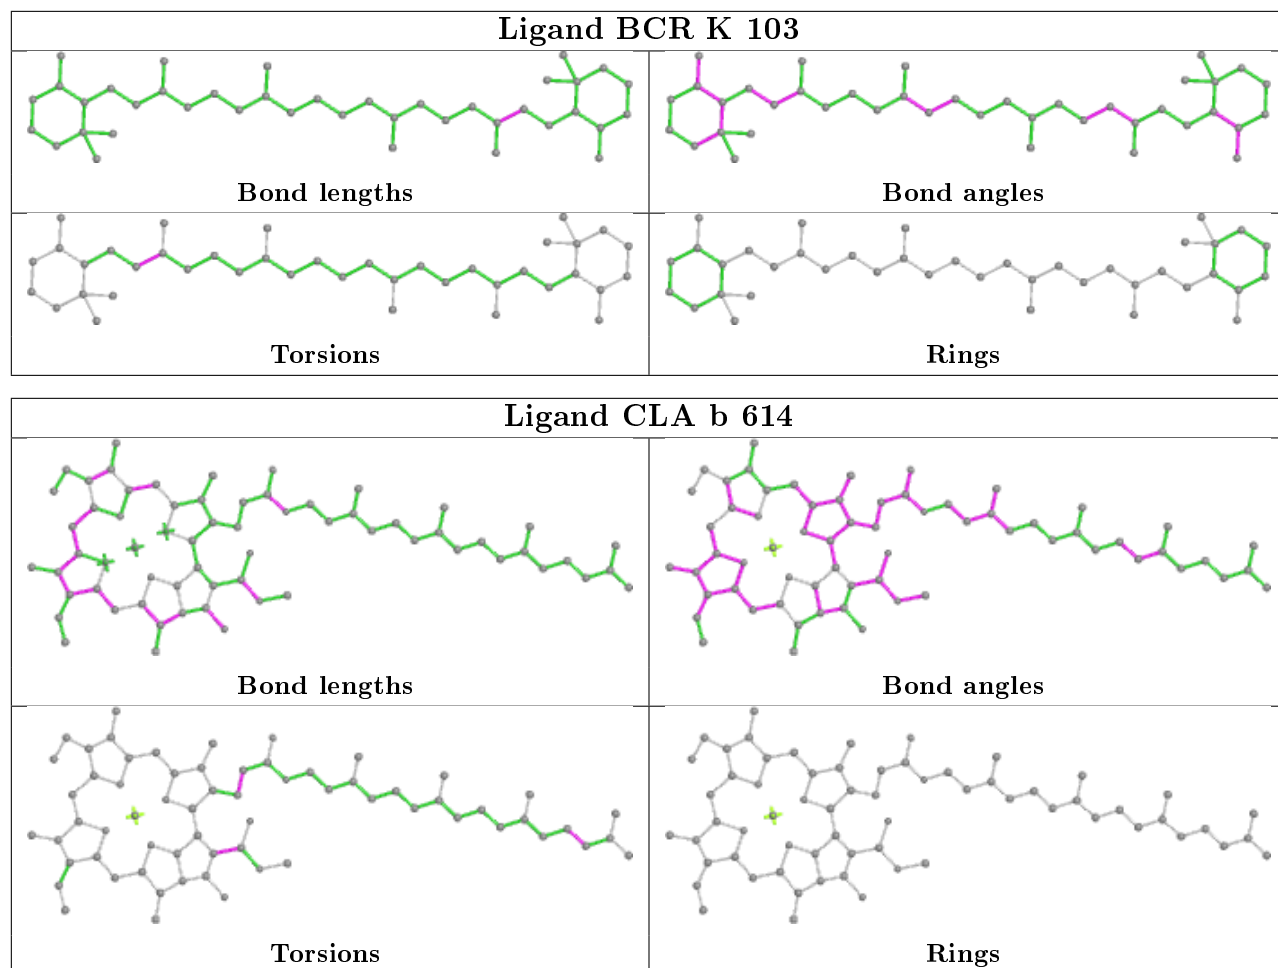 Ligand BCR K 103
Bond lengths
Bond angles
Torsions
Rings
Ligand CLA b 614
Bond lengths
Bond angles
Torsions
Rings